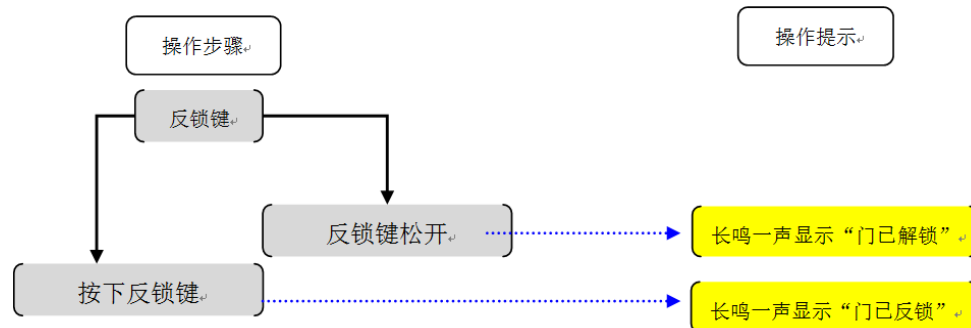 操作步骤
操作提示
反锁键
反锁键松开
长鸣一声显示“门已解锁”
按下反锁键
长鸣一声显示“门已反锁”